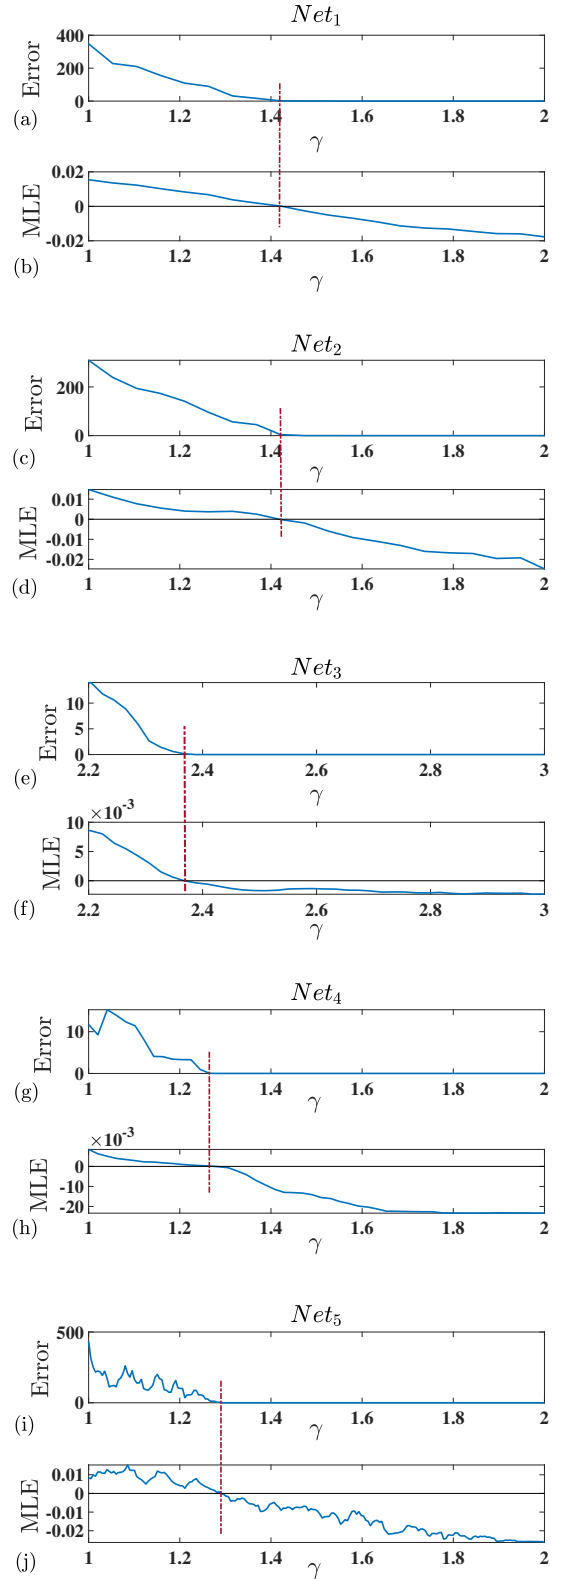 Net₁
400
200
0
Error
(a)
1 1.2 1.4 1.6 1.8 2
γ
0.02
0
-0.02
MLE
(b)
1 1.2 1.4 1.6 1.8 2
γ
Net₂
200
0
Error
(c)
1 1.2 1.4 1.6 1.8 2
γ
0.01
0
-0.01
-0.02
MLE
(d)
1 1.2 1.4 1.6 1.8 2
γ
Net₃
10
5
0
Error
(e)
2.2 2.4 2.6 2.8 3
γ
×10⁻³
10
5
0
MLE
(f)
2.2 2.4 2.6 2.8 3
γ
Net₄
10
0
Error
(g)
1 1.2 1.4 1.6 1.8 2
γ
×10⁻³
0
-10
-20
MLE
(h)
1 1.2 1.4 1.6 1.8 2
γ
Net₅
500
0
Error
(i)
1 1.2 1.4 1.6 1.8 2
γ
0.01
0
-0.01
-0.02
MLE
(j)
1 1.2 1.4 1.6 1.8 2
γ